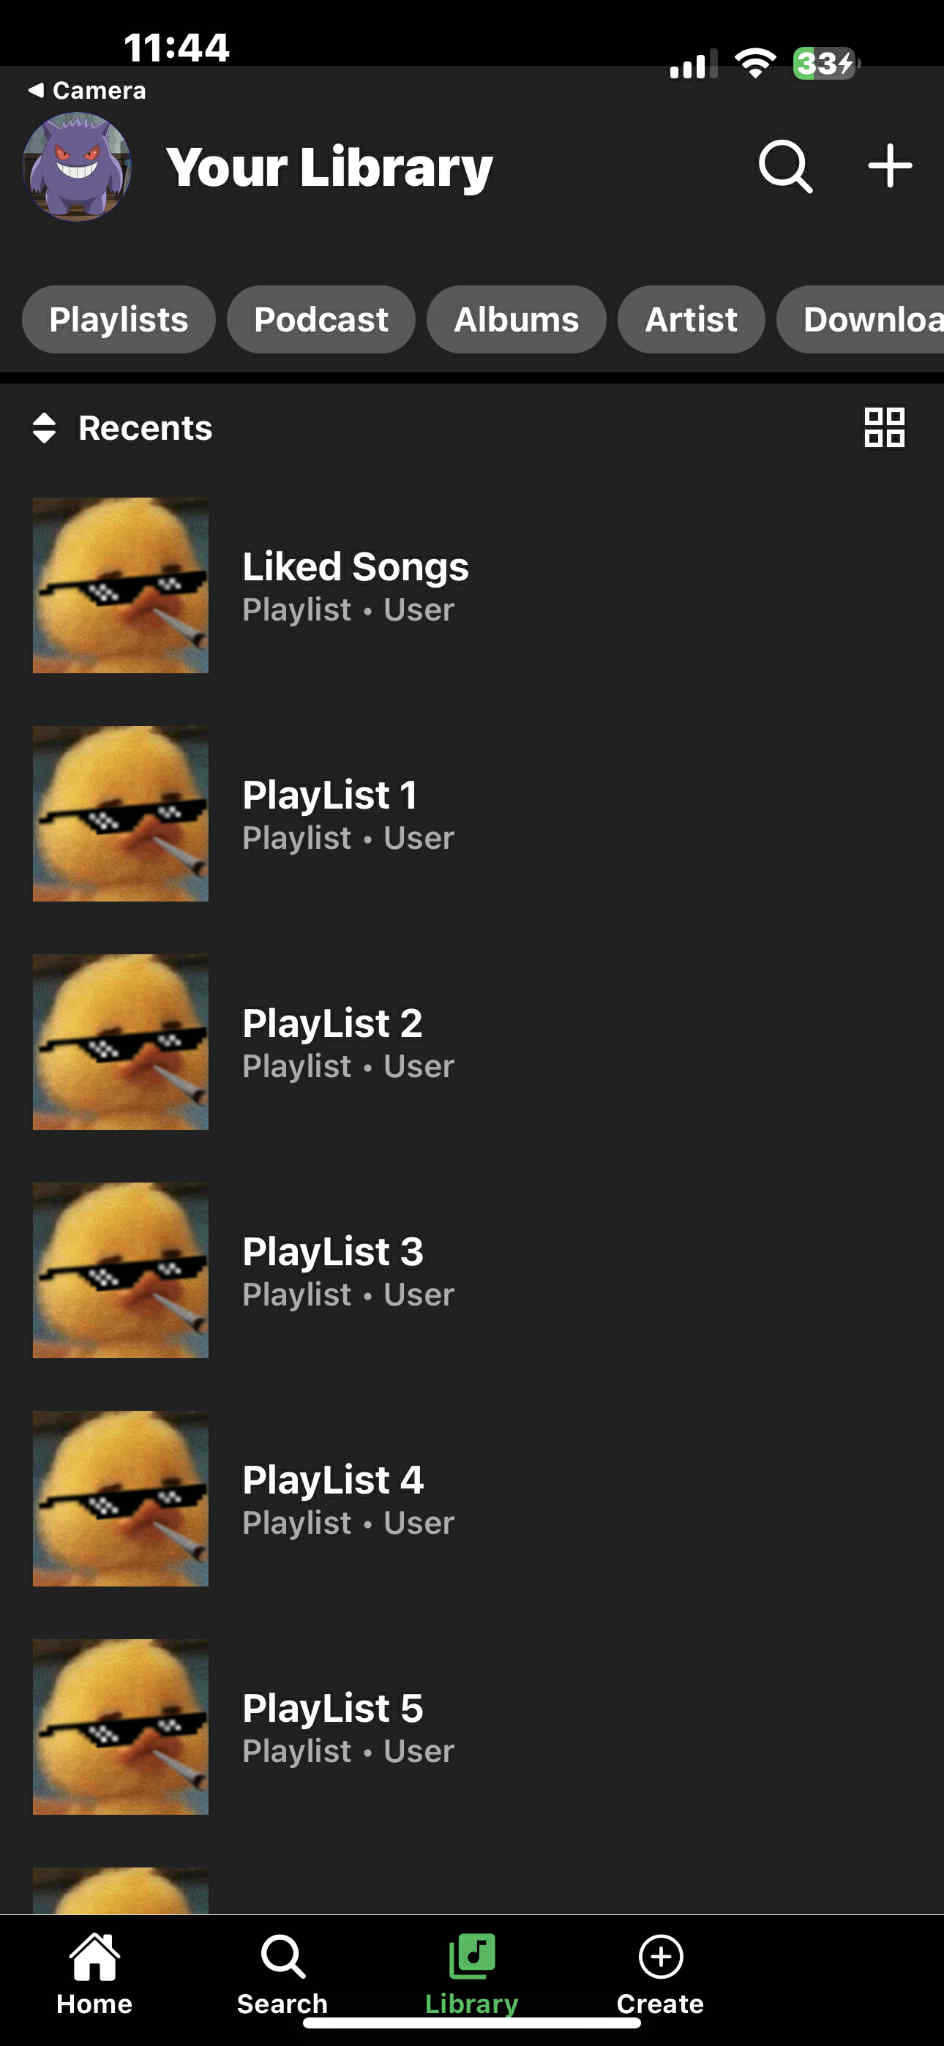 11:44
33
◀ Camera
Your Library
Playlists
Podcast
Albums
Artist
Downloa
Recents
Liked Songs
Playlist • User
PlayList 1
Playlist • User
PlayList 2
Playlist • User
PlayList 3
Playlist • User
PlayList 4
Playlist • User
PlayList 5
Playlist • User
Home
Search
Library
Create